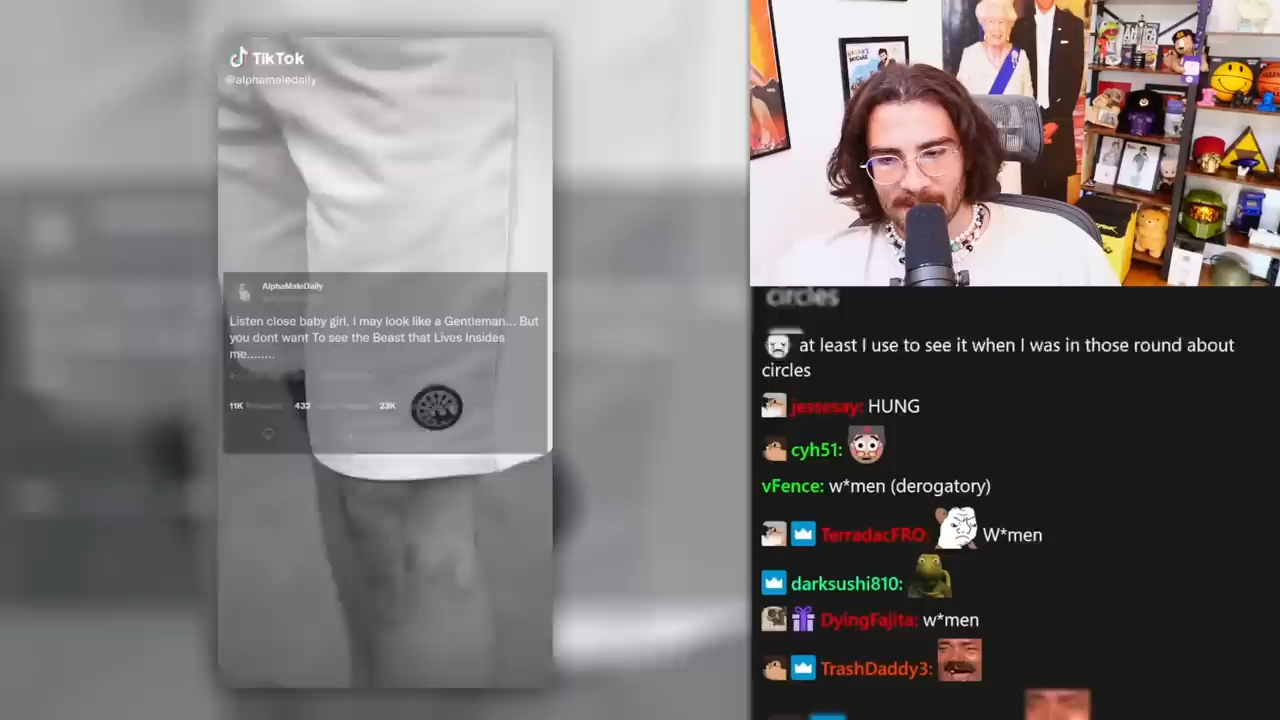 TikTok
@alphamaledaily
AlphaMaleDaily
Listen close baby girl, I may look like a Gentleman... But
you dont want To see the Beast that Lives Insides
me........
11K
432
23K
circles
at least I use to see it when I was in those round about
circles
jessesay: HUNG
cyh51:
vFence: w*men (derogatory)
TerradacFRO: W*men
darksushi810:
DyingFajita: w*men
TrashDaddy3: